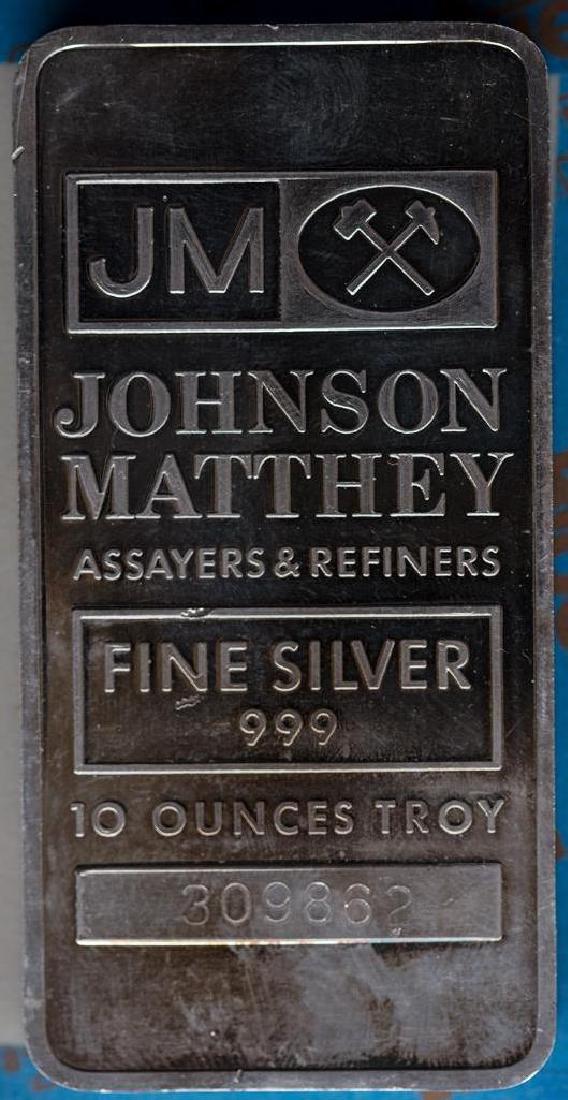 JM
JOHNSON
MATTHEY
ASSAYERS & REFINERS
FINE SILVER
999
10 OUNCES TROY
309862